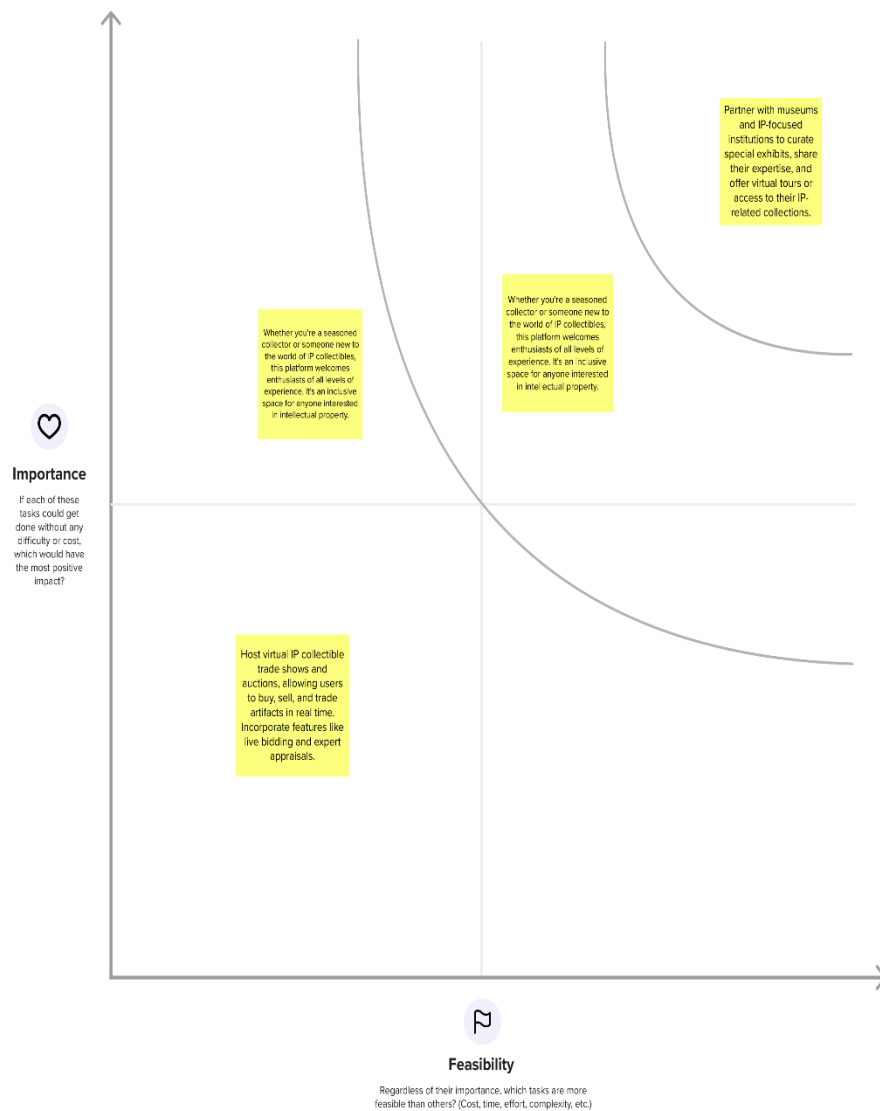 Partner with museums
and IP-focused
institutions to curate
special exhibits, share
their expertise, and
offer virtual tours or
access to their IP-
related collections.
Whether you're a seasoned
collector or someone new to
the world of IP collectibles,
this platform welcomes
enthusiasts of all levels of
experience. It's an inclusive
space for anyone interested
in intellectual property.
Whether you're a seasoned
collector or someone new to
the world of IP collectibles,
this platform welcomes
enthusiasts of all levels of
experience. It's an inclusive
space for anyone interested
in intellectual property.
Importance
If each of these
tasks could get
done without any
difficulty or cost,
which would have
the most positive
impact?
Host virtual IP collectible
trade shows and
auctions, allowing users
to buy, sell, and trade
artifacts in real time.
Incorporate features like
live bidding and expert
appraisals.
Feasibility
Regardless of their importance, which tasks are more
feasible than others? (Cost, time, effort, complexity, etc.)